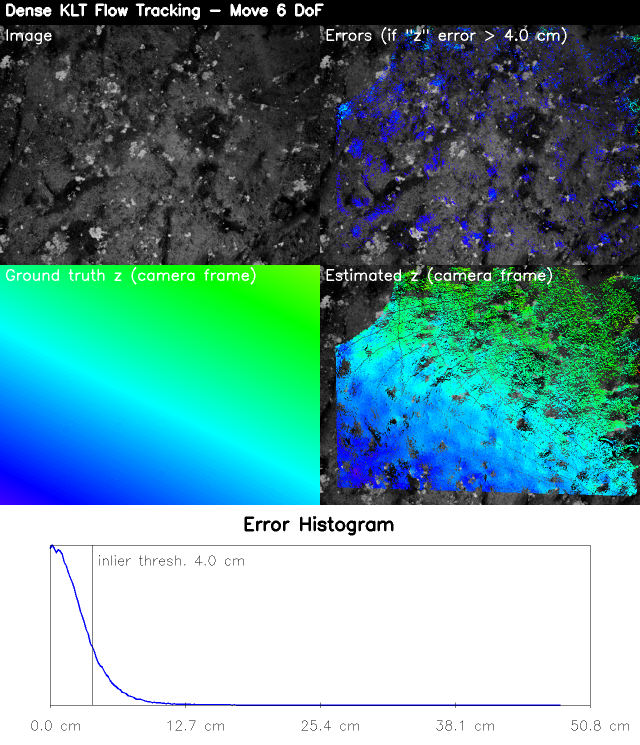 Dense KLT Flow Tracking - Move 6 DoF
Image
Errors (if "z" error > 4.0 cm)
Ground truth z (camera frame)
Estimated z (camera frame)
Error Histogram
inlier thresh. 4.0 cm
0.0 cm
12.7 cm
25.4 cm
38.1 cm
50.8 cm